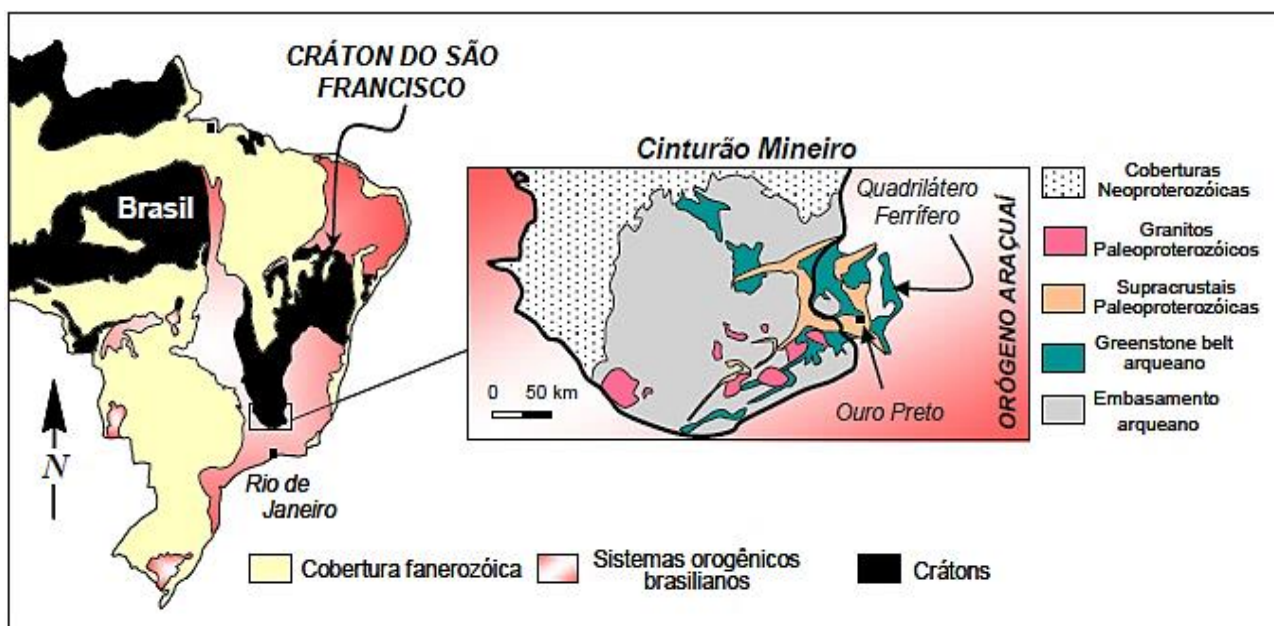 CRÁTON DO SÃO
FRANCISCO
Brasil
N
Rio de
Janeiro
Cinturão Mineiro
Quadrilátero
Ferrífero
ORÓGENO ARAÇUAÍ
0 50 km
Ouro Preto
Coberturas
Neoproterozóicas
Granitos
Paleoproterozóicos
Supracrustais
Paleoproterozóicas
Greenstone belt
arqueano
Embasamento
arqueano
Cobertura fanerozóica
Sistemas orogênicos
brasilianos
Crátons